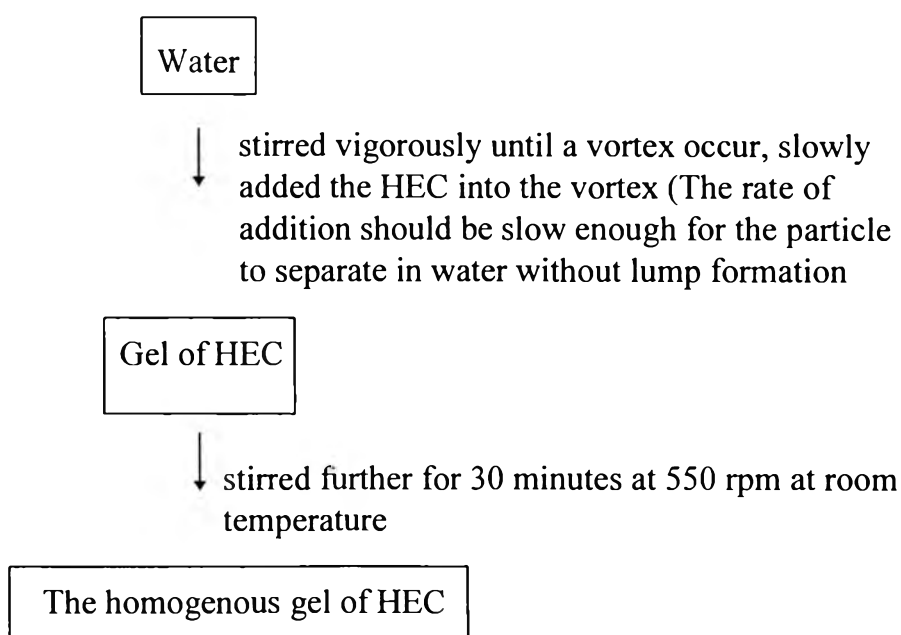 Water
stirred vigorously until a vortex occur, slowly
added the HEC into the vortex (The rate of
addition should be slow enough for the particle
to separate in water without lump formation
Gel of HEC
stirred further for 30 minutes at 550 rpm at room
temperature
The homogenous gel of HEC